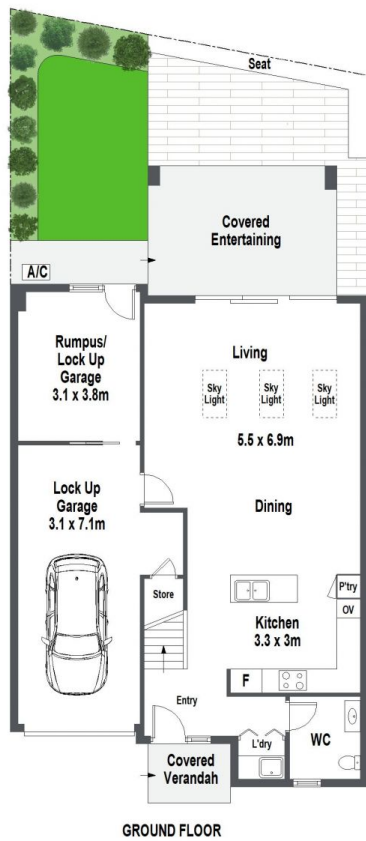 Seat
Covered
Entertaining
A/C
Rumpus/
Lock Up
Garage
3.1 x 3.8m
Living
Sky
Light
Sky
Light
Sky
Light
5.5 x 6.9m
Lock Up
Garage
3.1 x 7.1m
Dining
Store
P'try
OV
Kitchen
3.3 x 3m
F
Entry
L'dry
WC
Covered
Verandah
GROUND FLOOR